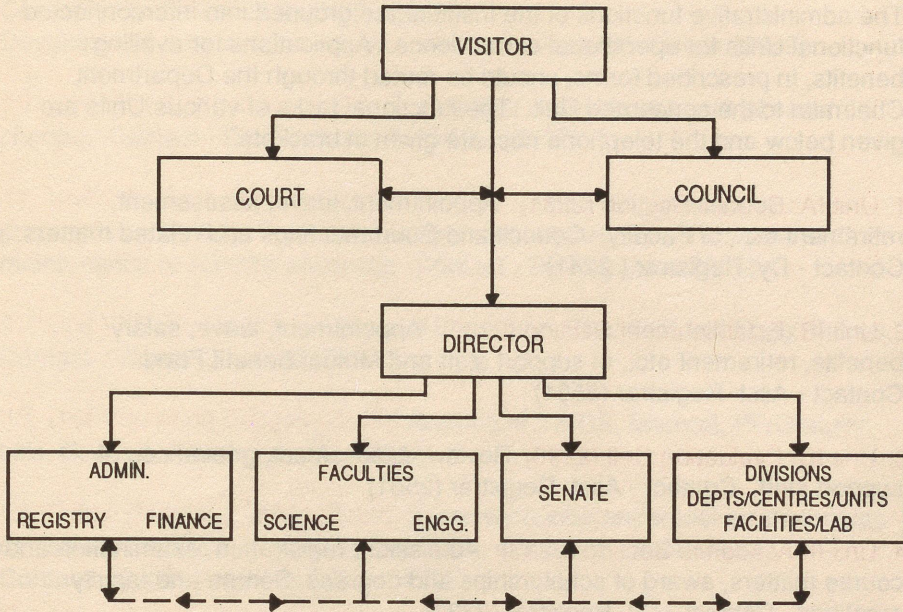 VISITOR
COURT
COUNCIL
DIRECTOR
ADMIN.
REGISTRY FINANCE
FACULTIES
SCIENCE ENGG.
SENATE
DIVISIONS
DEPTS/CENTRES/UNITS
FACILITIES/LAB